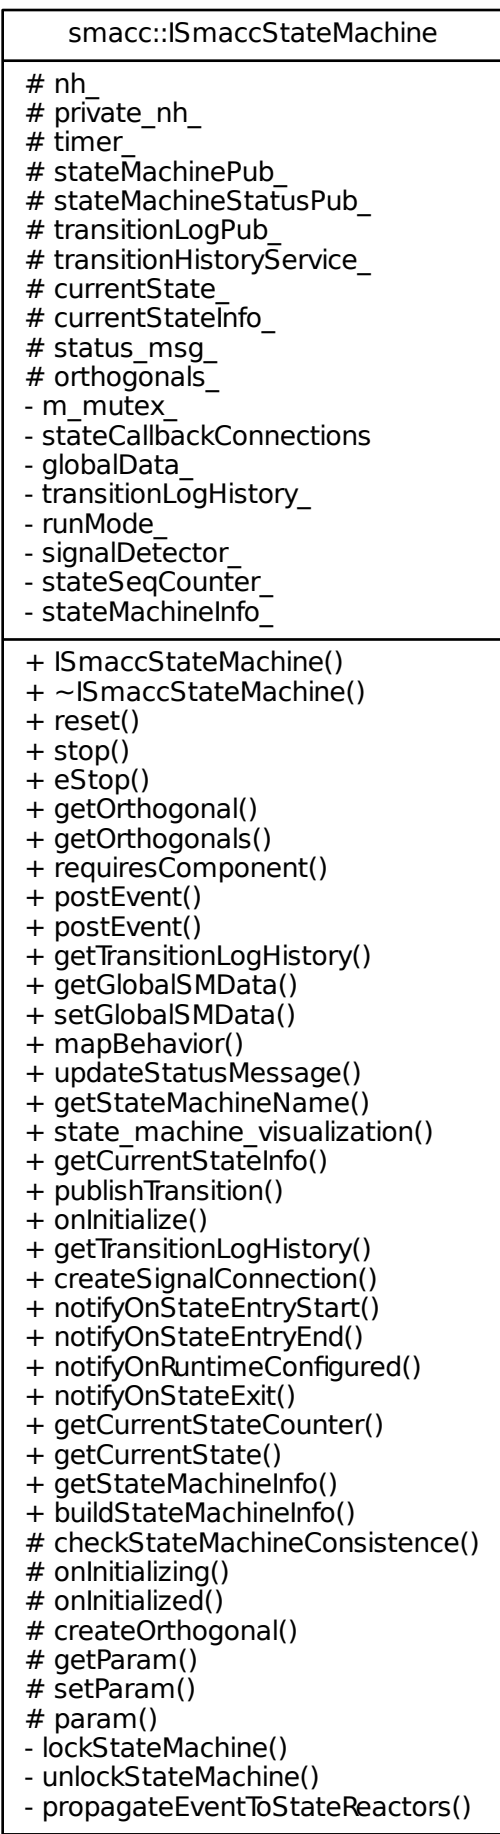 smacc::ISmaccStateMachine
# nh_
# private_nh_
# timer_
# stateMachinePub_
# stateMachineStatusPub_
# transitionLogPub_
# transitionHistoryService_
# currentState_
# currentStateInfo_
# status_msg_
# orthogonals_
- m_mutex_
- stateCallbackConnections
- globalData_
- transitionLogHistory_
- runMode_
- signalDetector_
- stateSeqCounter_
- stateMachineInfo_
+ ISmaccStateMachine()
+ ~ISmaccStateMachine()
+ reset()
+ stop()
+ eStop()
+ getOrthogonal()
+ getOrthogonals()
+ requiresComponent()
+ postEvent()
+ postEvent()
+ getTransitionLogHistory()
+ getGlobalSMData()
+ setGlobalSMData()
+ mapBehavior()
+ updateStatusMessage()
+ getStateMachineName()
+ state_machine_visualization()
+ getCurrentStateInfo()
+ publishTransition()
+ onInitialize()
+ getTransitionLogHistory()
+ createSignalConnection()
+ notifyOnStateEntryStart()
+ notifyOnStateEntryEnd()
+ notifyOnRuntimeConfigured()
+ notifyOnStateExit()
+ getCurrentStateCounter()
+ getCurrentState()
+ getStateMachineInfo()
+ buildStateMachineInfo()
# checkStateMachineConsistence()
# onInitializing()
# onInitialized()
# createOrthogonal()
# getParam()
# setParam()
# param()
- lockStateMachine()
- unlockStateMachine()
- propagateEventToStateReactors()